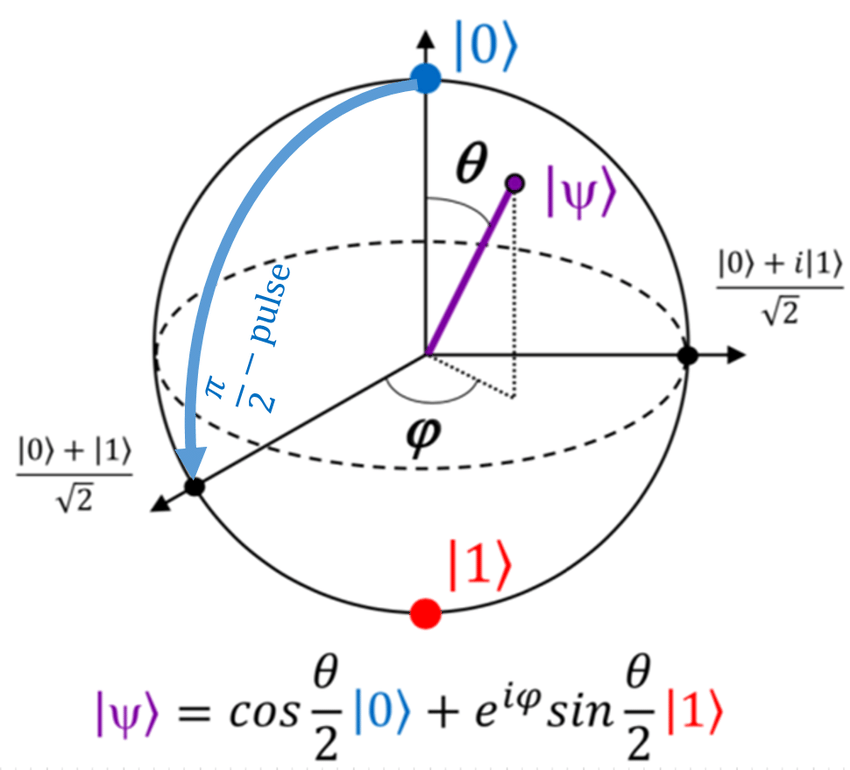 |0⟩
θ
|ψ⟩
(|0⟩ + i|1⟩)/√2
π/2 − pulse
φ
(|0⟩ + |1⟩)/√2
|1⟩
|ψ⟩ = cos θ/2 |0⟩ + e^{iφ} sin θ/2 |1⟩